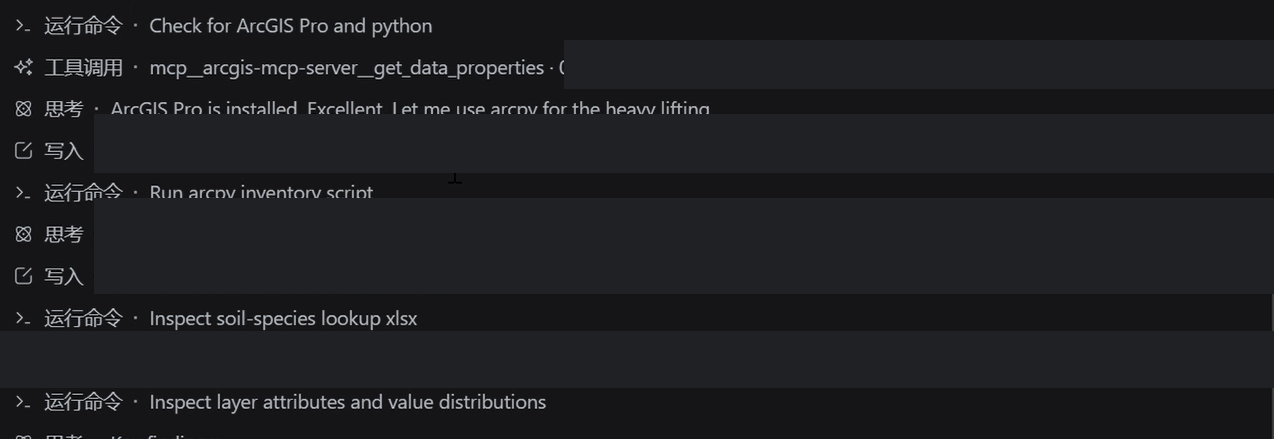 运行命令 · Check for ArcGIS Pro and python
工具调用 · mcp__arcgis-mcp-server__get_data_properties ·
思考 · ArcGIS Pro is installed. Excellent. Let me use arcpy for the heavy lifting
写入
运行命令 · Run arcpy inventory script
思考
写入
运行命令 · Inspect soil-species lookup xlsx
运行命令 · Inspect layer attributes and value distributions
思考